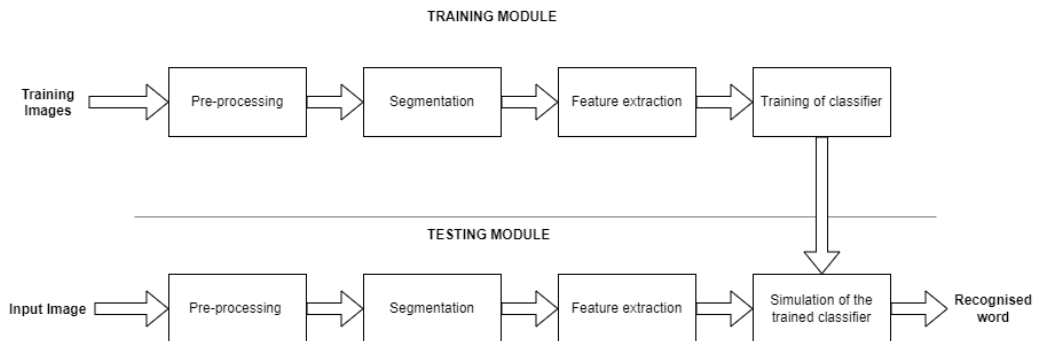 TRAINING MODULE
Training
Images
Pre-processing
Segmentation
Feature extraction
Training of classifier
TESTING MODULE
Input Image
Pre-processing
Segmentation
Feature extraction
Simulation of the
trained classifier
Recognised
word